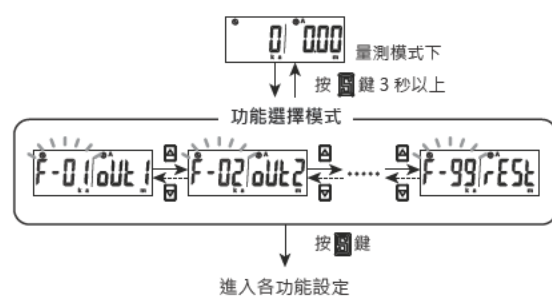 0 0.00
量測模式下
按 S 鍵 3 秒以上
功能選擇模式
F-01 oUt1 F-02 oUt2 ····· F-99 rESt
按 S 鍵
進入各功能設定